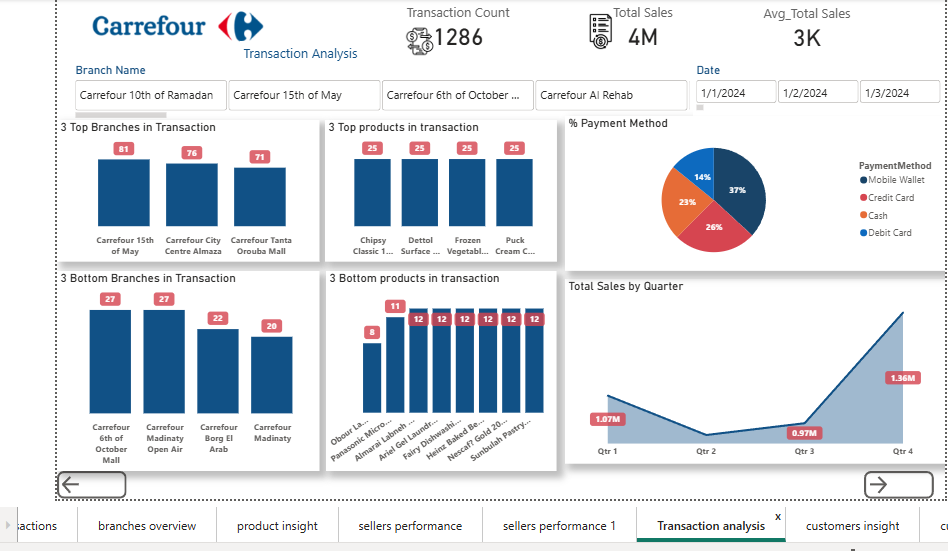 Carrefour
Transaction Analysis
Transaction Count
1286
Total Sales
4M
Avg_Total Sales
3K
Branch Name
Carrefour 10th of Ramadan
Carrefour 15th of May
Carrefour 6th of October ...
Carrefour Al Rehab
Date
1/1/2024
1/2/2024
1/3/2024
3 Top Branches in Transaction
81
76
71
Carrefour 15th
of May
Carrefour City
Centre Almaza
Carrefour Tanta
Orouba Mall
3 Top products in transaction
25
25
25
25
Chipsy
Classic 1...
Dettol
Surface ...
Frozen
Vegetabl...
Puck
Cream C...
% Payment Method
37%
26%
23%
14%
PaymentMethod
Mobile Wallet
Credit Card
Cash
Debit Card
3 Bottom Branches in Transaction
27
27
22
20
Carrefour
6th of
October
Mall
Carrefour
Madinaty
Open Air
Carrefour
Borg El
Arab
Carrefour
Madinaty
3 Bottom products in transaction
8
11
12
12
12
12
12
12
Obour La...
Panasonic Micro...
Almarai Labneh ...
Ariel Gel Laundr...
Fairy Dishwashi...
Heinz Baked Be...
Nescaf? Gold 20...
Sunbulah Pastry...
Total Sales by Quarter
1.07M
0.97M
1.36M
Qtr 1
Qtr 2
Qtr 3
Qtr 4
sactions
branches overview
product insight
sellers performance
sellers performance 1
Transaction analysis
x
customers insight